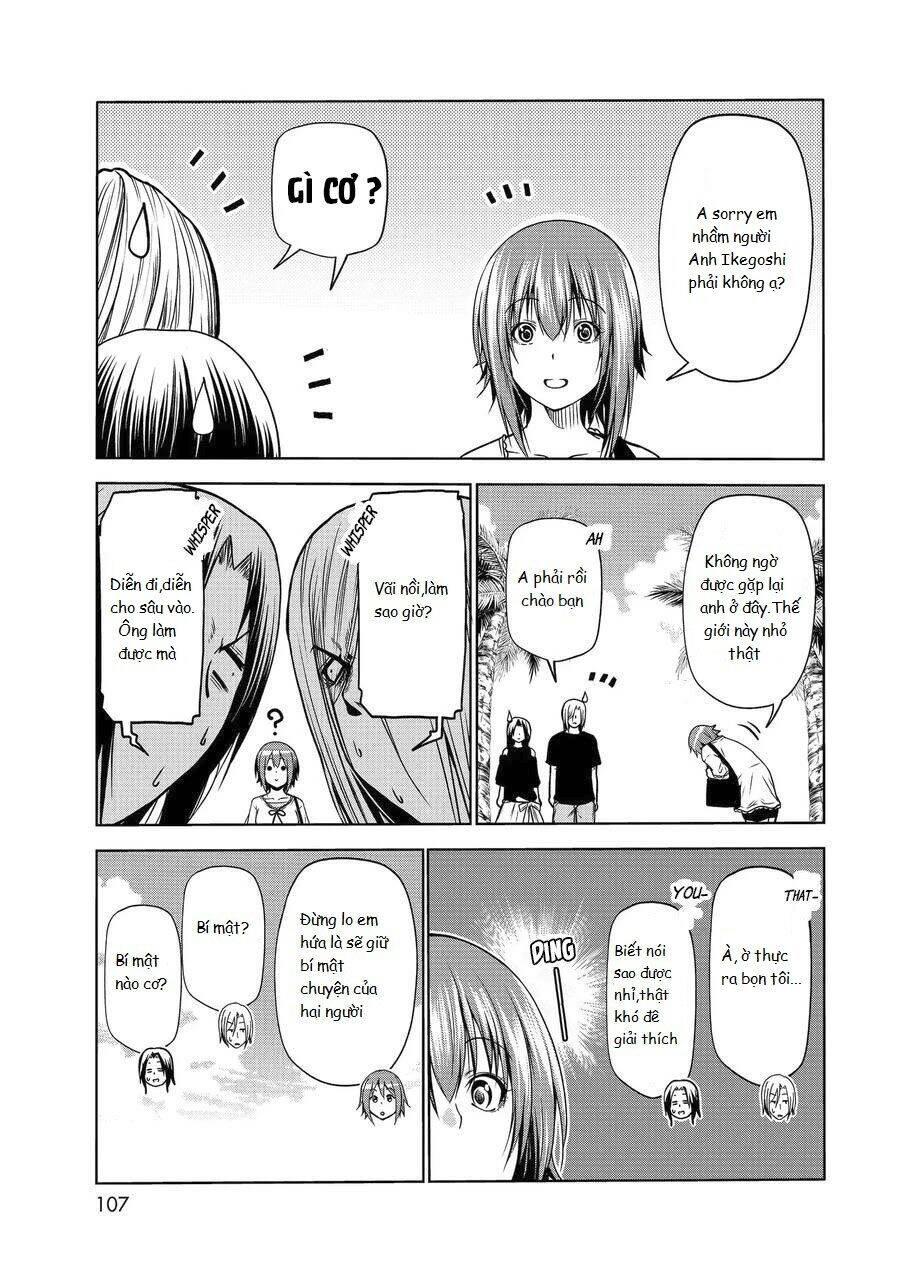 A sorry em
nhầm người
Anh Ikegoshi
phải không ạ?
GÌ CƠ ?
Không ngờ
được gặp lại
anh ở đây.Thế
giới này nhỏ
thật
AH
A phải rồi
chào bạn
WHISPER
Vãi nồi,làm
sao giờ?
WHISPER
Diễn đi,diễn
cho sâu vào.
Ông làm
được mà
?
THAT-
À, ờ thực
ra bọn tôi...
YOU-
Biết nói
sao được
nhỉ,thật
khó đê
giải thích
DING
Đừng lo em
hứa là sẽ giữ
bí mật
chuyện của
hai người
Bí mật?
Bí mật
nào cơ?
107